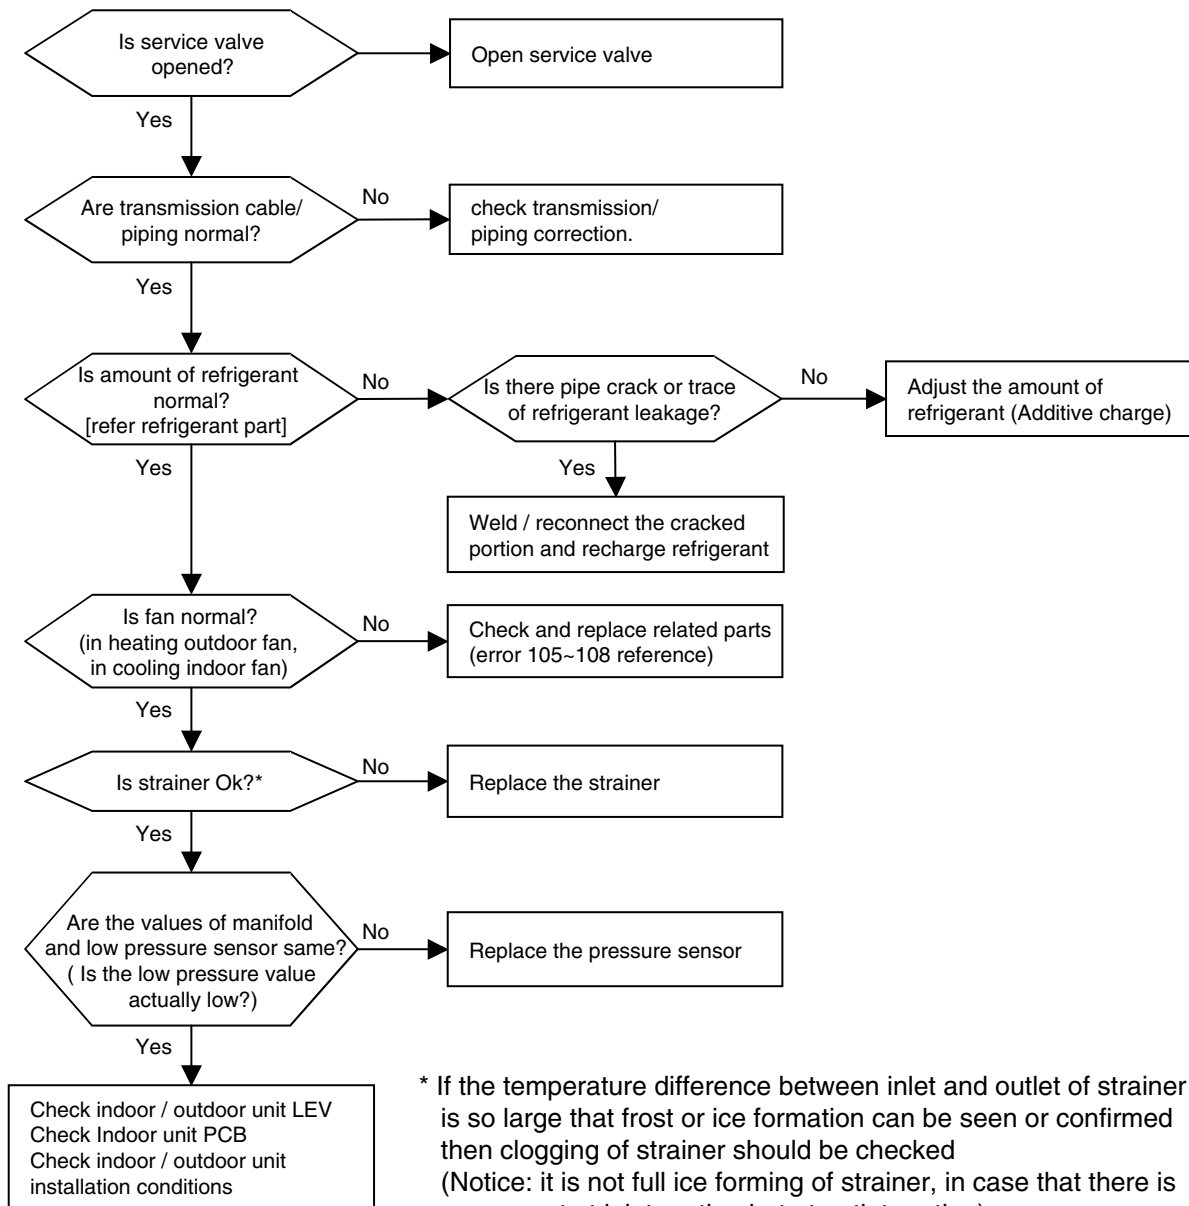 Is service valve
opened?
Open service valve
Yes
Are transmission cable/
piping normal?
No
check transmission/
piping correction.
Yes
Is amount of refrigerant
normal?
[refer refrigerant part]
No
Is there pipe crack or trace
of refrigerant leakage?
No
Adjust the amount of
refrigerant (Additive charge)
Yes
Yes
Weld / reconnect the cracked
portion and recharge refrigerant
Is fan normal?
(in heating outdoor fan,
in cooling indoor fan)
No
Check and replace related parts
(error 105~108 reference)
Yes
Is strainer Ok?*
No
Replace the strainer
Yes
Are the values of manifold
and low pressure sensor same?
( Is the low pressure value
actually low?)
No
Replace the pressure sensor
Yes
Check indoor / outdoor unit LEV
Check Indoor unit PCB
Check indoor / outdoor unit
installation conditions
* If the temperature difference between inlet and outlet of strainer
is so large that frost or ice formation can be seen or confirmed
then clogging of strainer should be checked
(Notice: it is not full ice forming of strainer, in case that there is